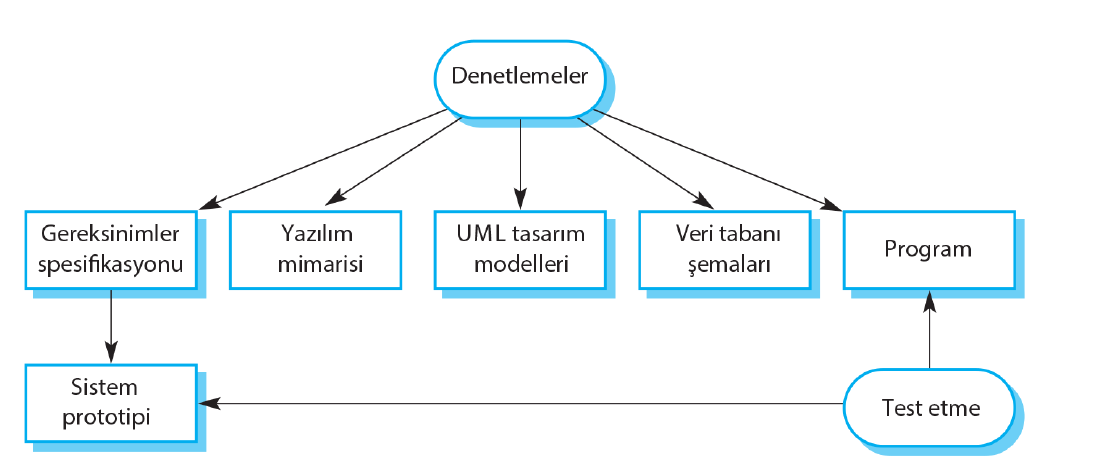 Denetlemeler
Gereksinimler
spesifikasyonu
Yazılım
mimarisi
UML tasarım
modelleri
Veri tabanı
şemaları
Program
Sistem
prototipi
Test etme